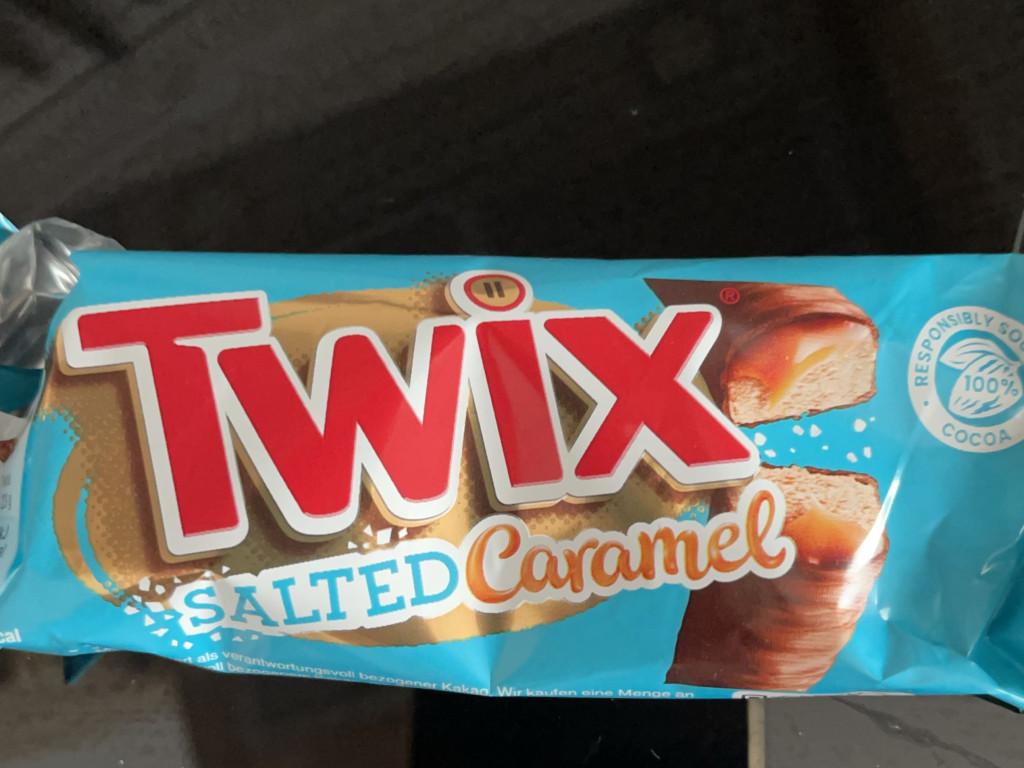 TWIX
®
SALTED Caramel
RESPONSIBLY
100%
COCOA
als verantwortungsvoll bezogener Kakao. Wir kaufen eine Menge an